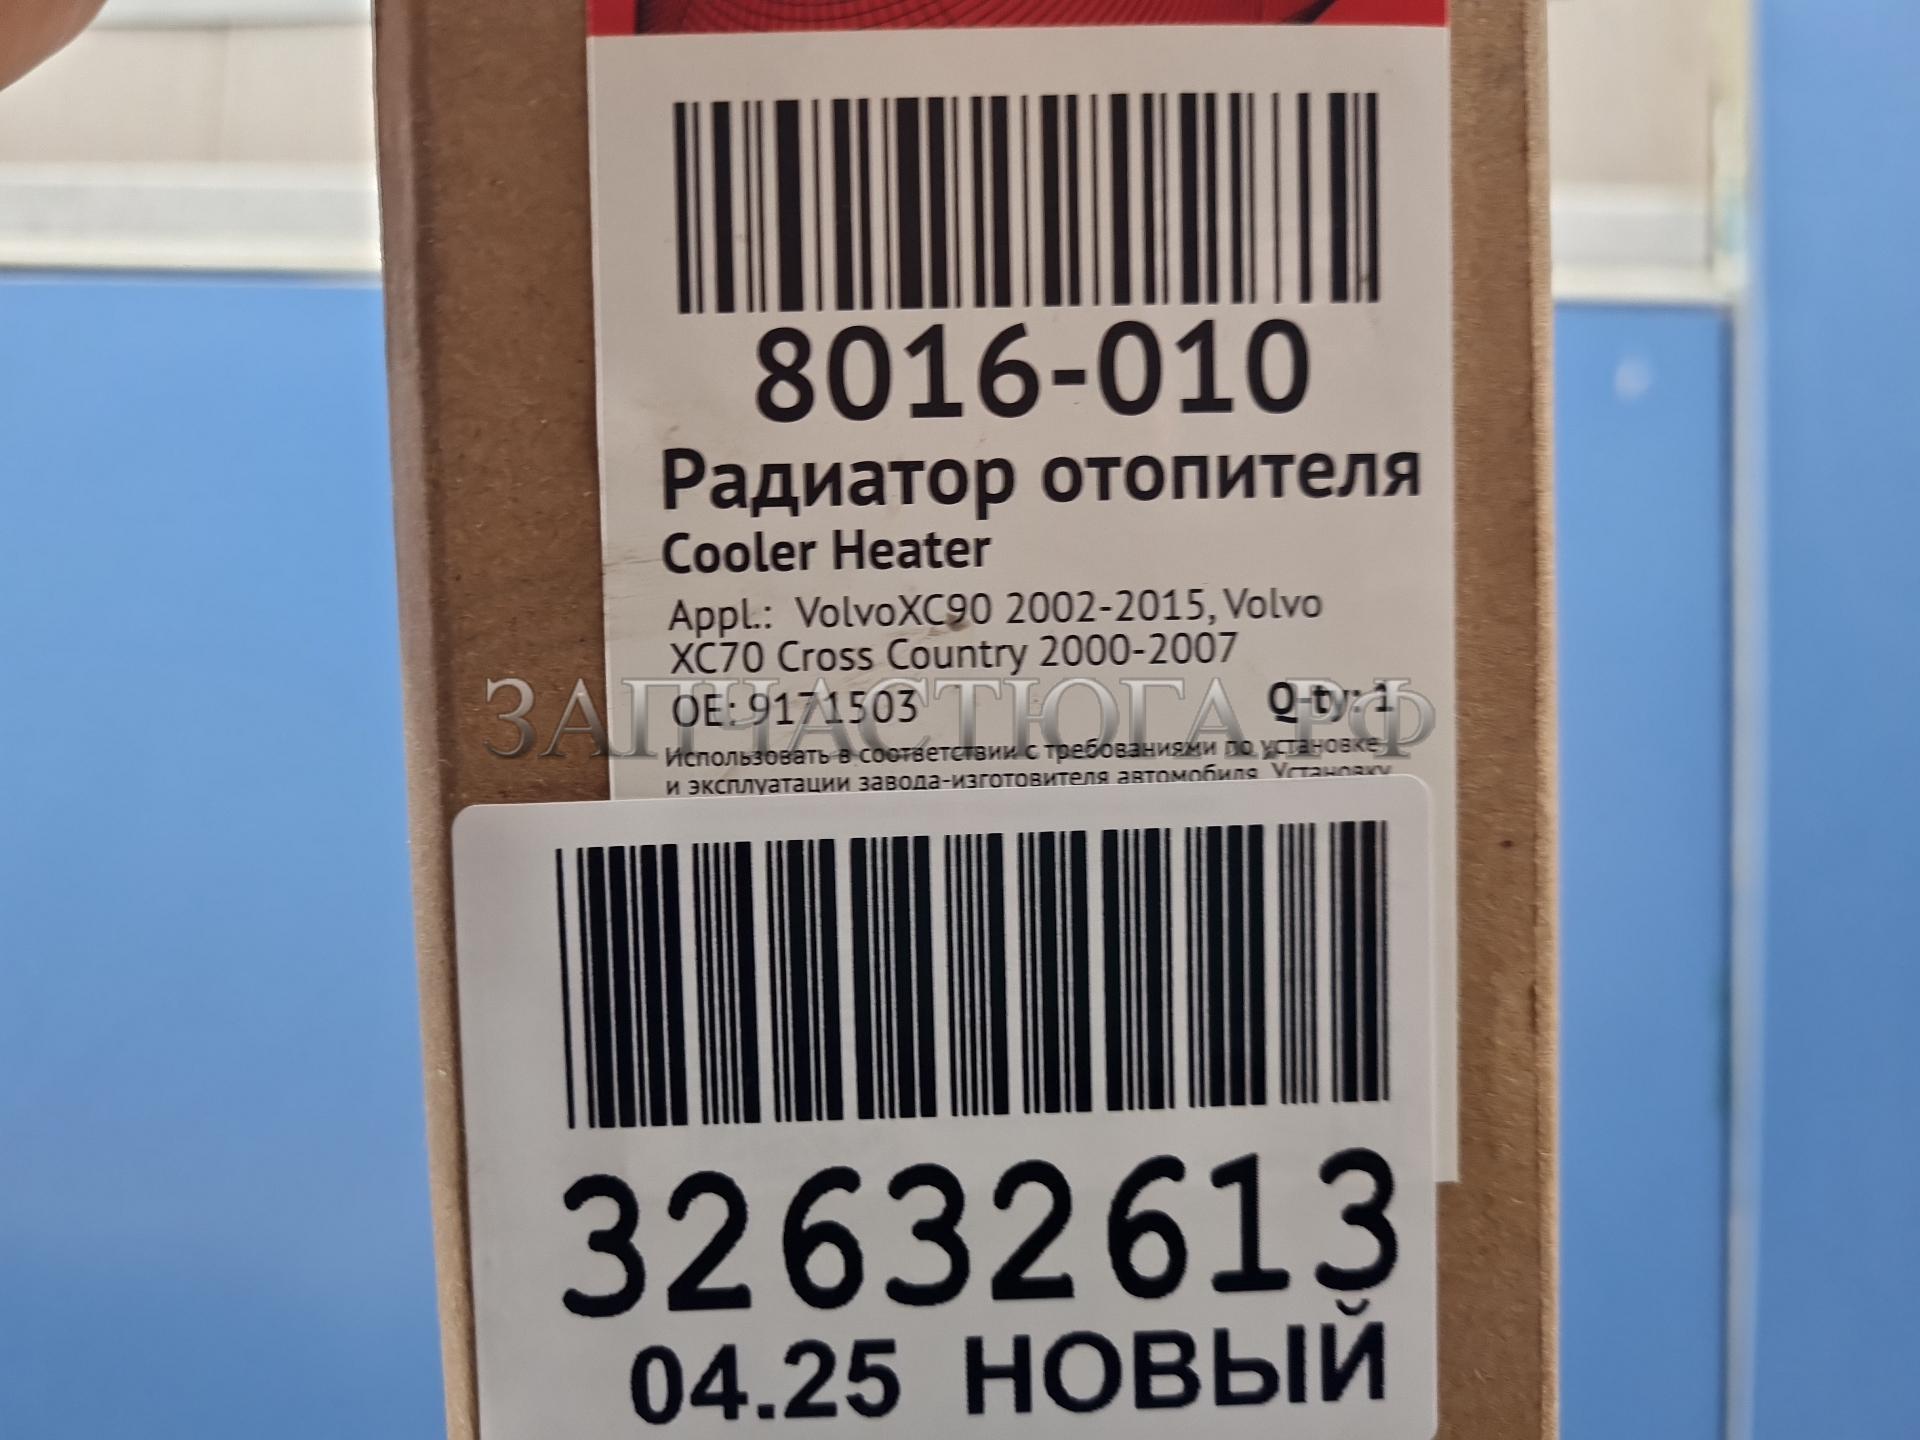 8016-010
Радиатор отопителя
Cooler Heater
Appl.: VolvoXC90 2002-2015, Volvo
XC70 Cross Country 2000-2007
OE: 9171503 Q-ty: 1
ЗАПЧАСТЮГА.РФ
Использовать в соответствии с требованиями по установке
и эксплуатации завода-изготовителя автомобиля. Установку
32632613
04.25 НОВЫЙ